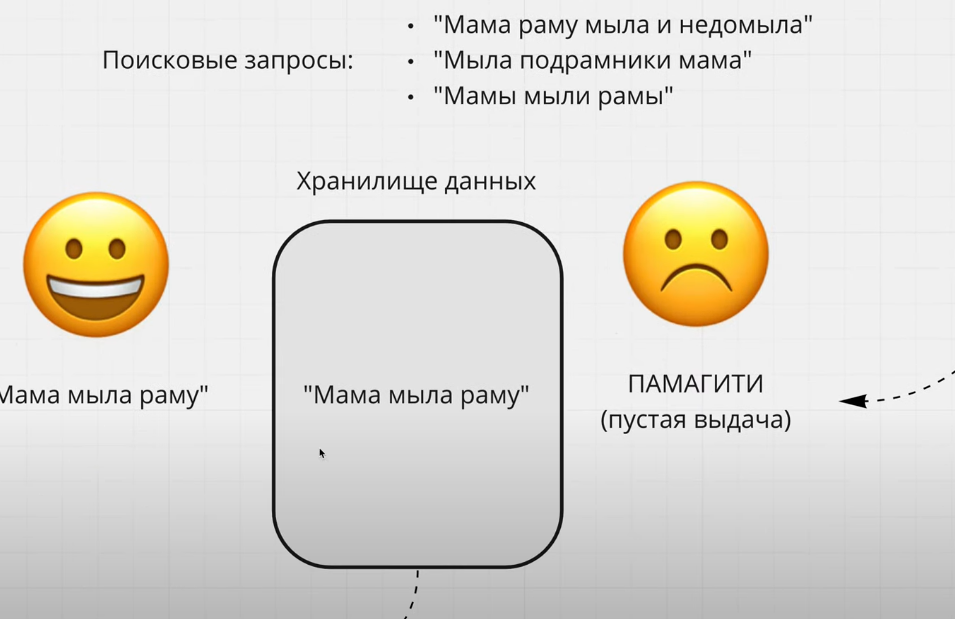 "Мама раму мыла и недомыла"
Поисковые запросы:
"Мыла подрамники мама"
"Мамы мыли рамы"
Хранилище данных
Мама мыла раму"
"Мама мыла раму"
ПАМАГИТИ
(пустая выдача)